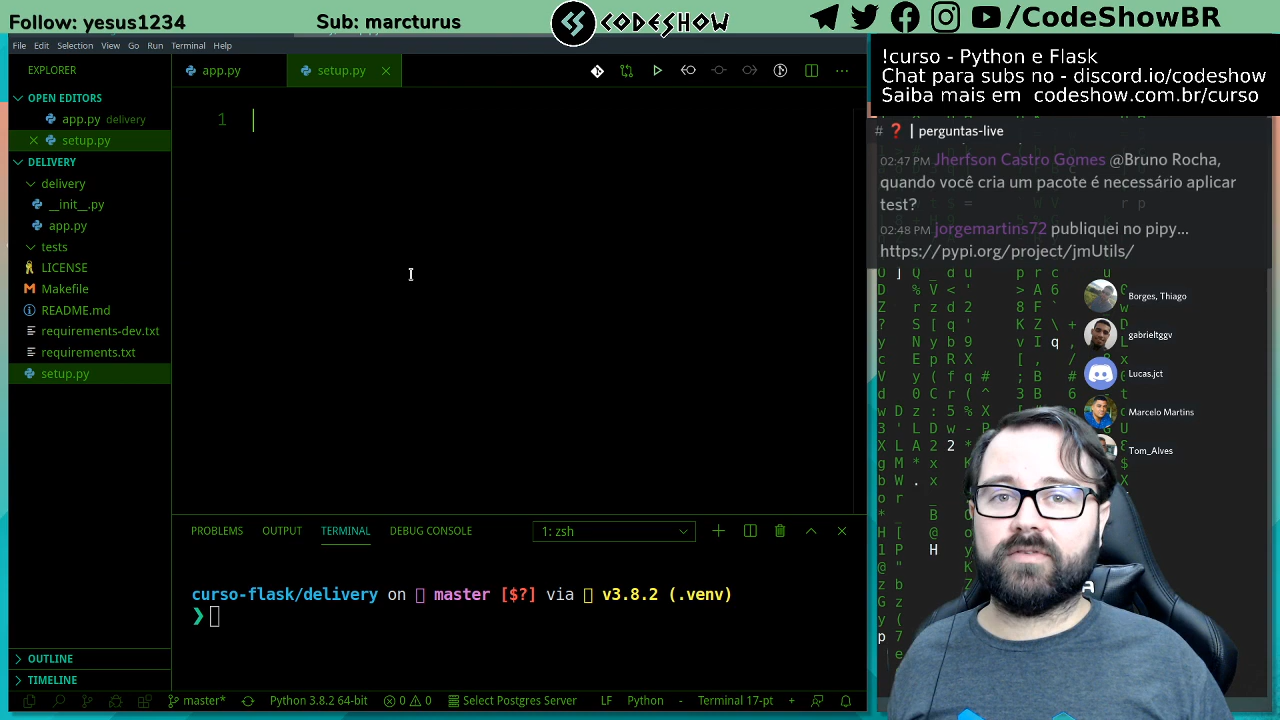 Follow: yesus1234
Sub: marcturus
CODESHOW
/CodeShowBR
File Edit Selection View Go Run Terminal Help
EXPLORER
OPEN EDITORS
app.py delivery
setup.py
DELIVERY
delivery
__init__.py
app.py
tests
LICENSE
Makefile
README.md
requirements-dev.txt
requirements.txt
setup.py
OUTLINE
TIMELINE
app.py
setup.py
1
PROBLEMS OUTPUT TERMINAL DEBUG CONSOLE
1: zsh
curso-flask/delivery on master [$?] via v3.8.2 (.venv)
❯
master* Python 3.8.2 64-bit 0 0 Select Postgres Server LF Python - Terminal 17-pt +
!curso - Python e Flask
Chat para subs no - discord.io/codeshow
Saiba mais em codeshow.com.br/curso
# ❓ | perguntas-live
02:47 PM Jherfson Castro Gomes @Bruno Rocha,
quando você cria um pacote é necessário aplicar
test?
02:48 PM jorgemartins72 publiquei no pipy...
https://pypi.org/project/jmUtils/
Borges, Thiago
gabrieltggv
Lucas.jct
Marcelo Martins
Tom_Alves